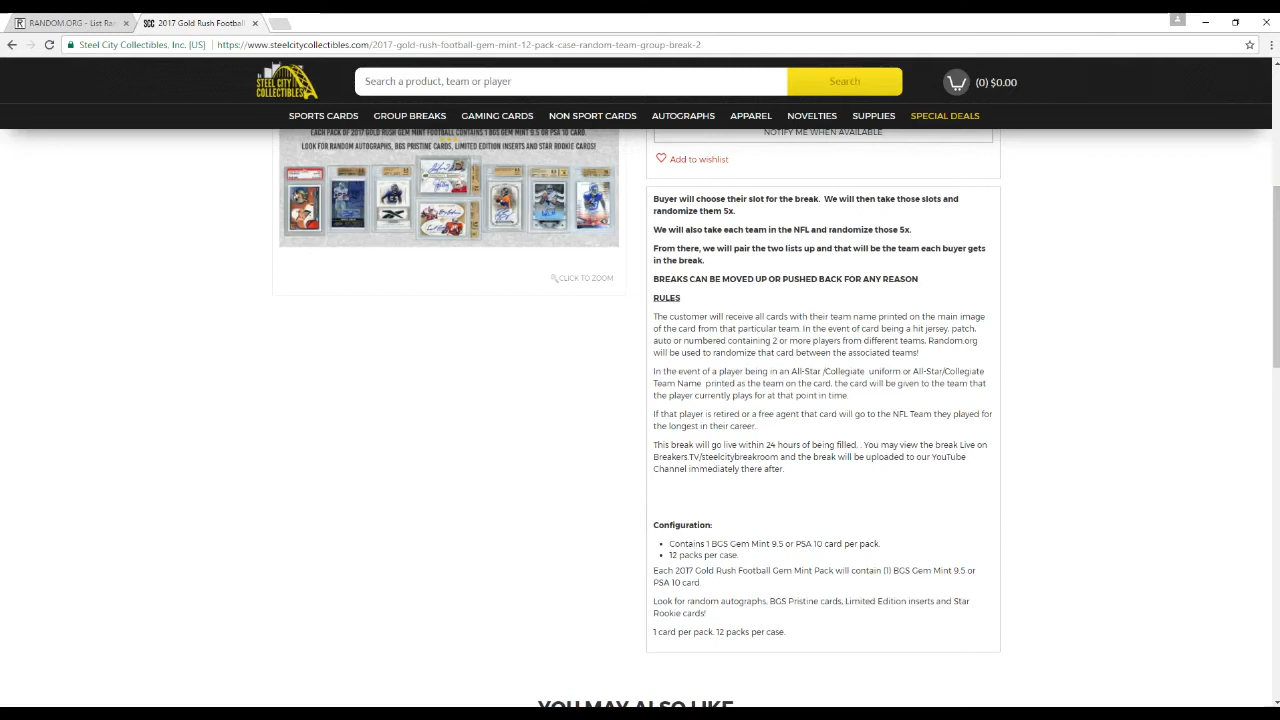 RANDOM.ORG - List Ra
SCC 2017 Gold Rush Football
Steel City Collectibles, Inc. [US]
https://www.steelcitycollectibles.com/2017-gold-rush-football-gem-mint-12-pack-case-random-team-group-break-2
STEEL CITY
COLLECTIBLES
Search a product, team or player
Search
(0) $0.00
SPORTS CARDS GROUP BREAKS GAMING CARDS NON SPORT CARDS AUTOGRAPHS APPAREL NOVELTIES SUPPLIES SPECIAL DEALS
EACH PACK OF 2017 GOLD RUSH GEM MINT FOOTBALL CONTAINS 1 BGS GEM MINT 9.5 OR PSA 10 CARD.
LOOK FOR RANDOM AUTOGRAPHS, BGS PRISTINE CARDS, LIMITED EDITION INSERTS AND STAR ROOKIE CARDS!
CLICK TO ZOOM
NOTIFY ME WHEN AVAILABLE
Add to wishlist
Buyer will choose their slot for the break. We will then take those slots and
randomize them 5x.
We will also take each team in the NFL and randomize those 5x.
From there, we will pair the two lists up and that will be the team each buyer gets
in the break.
BREAKS CAN BE MOVED UP OR PUSHED BACK FOR ANY REASON
RULES
The customer will receive all cards with their team name printed on the main image
of the card from that particular team. In the event of card being a hit jersey, patch,
auto or numbered containing 2 or more players from different teams, Random.org
will be used to randomize that card between the associated teams!
In the event of a player being in an All-Star /Collegiate uniform or All-Star/Collegiate
Team Name printed as the team on the card, the card will be given to the team that
the player currently plays for at that point in time.
If that player is retired or a free agent that card will go to the NFL Team they played for
the longest in their career..
This break will go live within 24 hours of being filled, . You may view the break Live on
Breakers.TV/steelcitybreakroom and the break will be uploaded to our YouTube
Channel immediately there after.
Configuration:
• Contains 1 BGS Gem Mint 9.5 or PSA 10 card per pack.
• 12 packs per case.
Each 2017 Gold Rush Football Gem Mint Pack will contain (1) BGS Gem Mint 9.5 or
PSA 10 card.
Look for random autographs, BGS Pristine cards, Limited Edition inserts and Star
Rookie cards!
1 card per pack. 12 packs per case.
YOU MAY ALSO LIKE